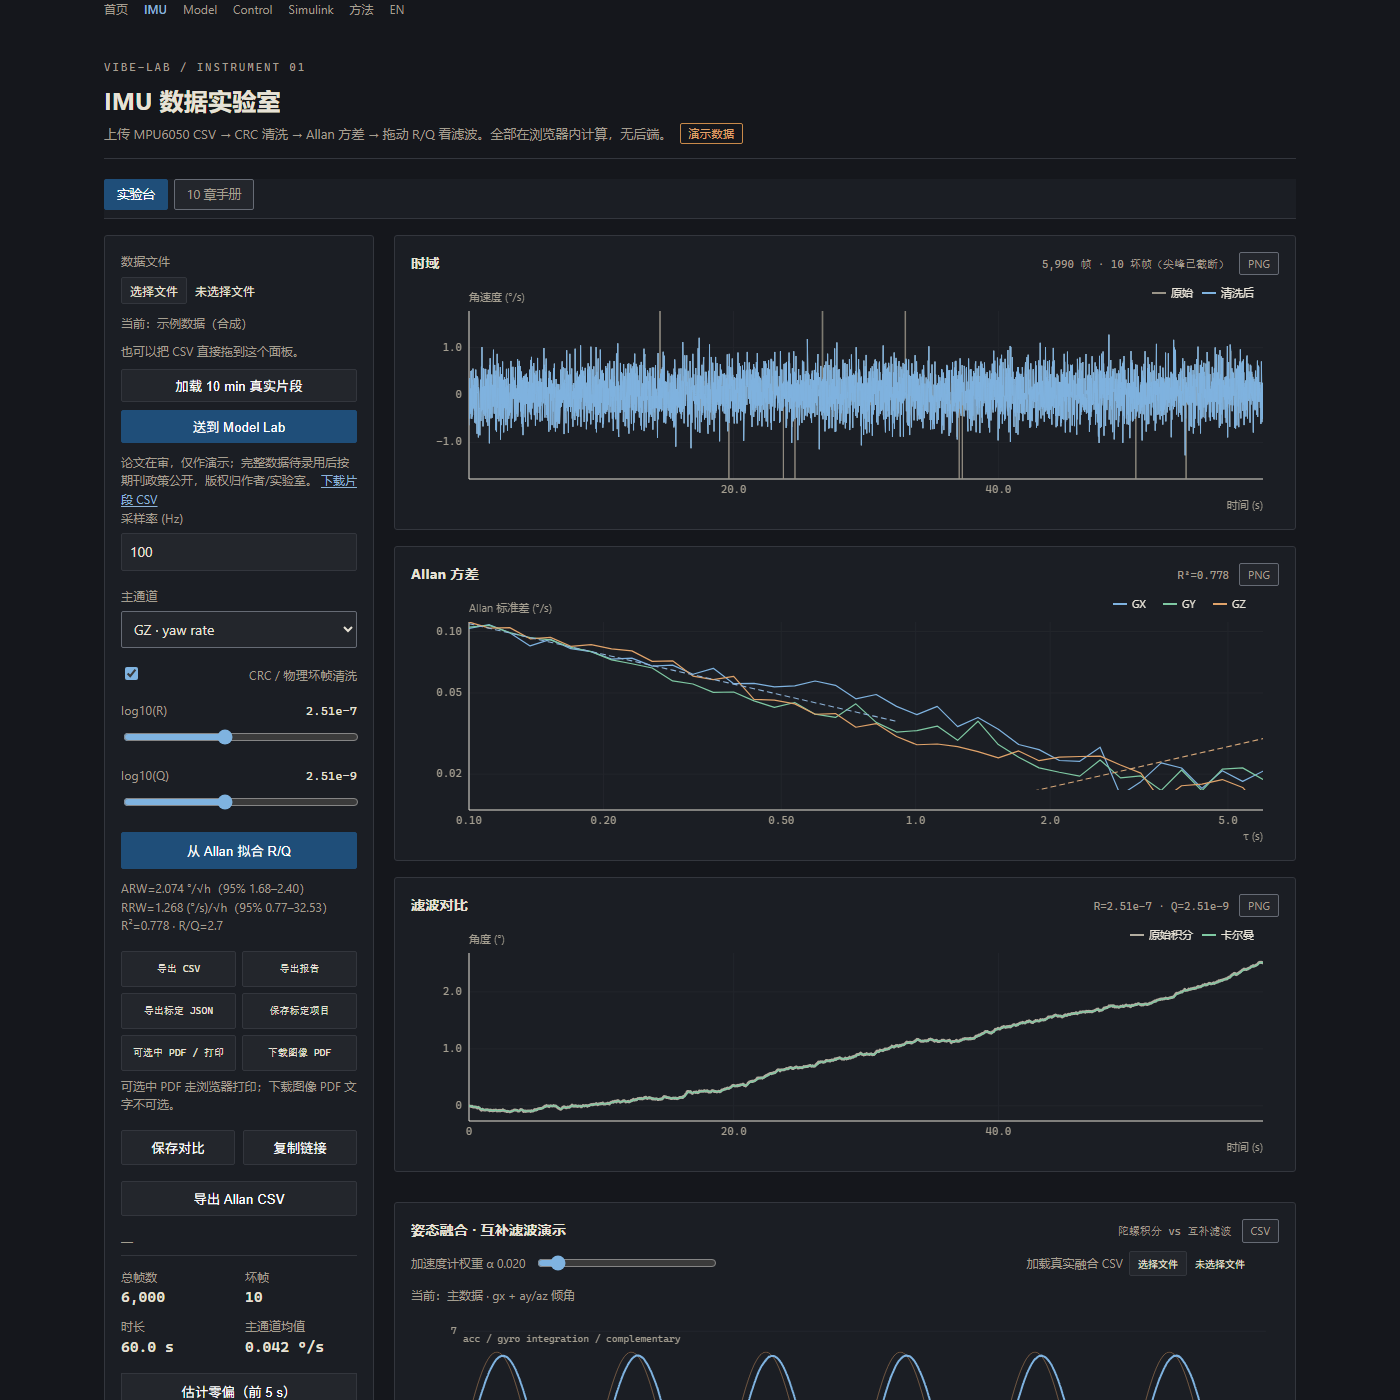 首页 IMU Model Control Simulink 方法 EN
VIBE-LAB / INSTRUMENT 01
IMU 数据实验室
上传 MPU6050 CSV → CRC 清洗 → Allan 方差 → 拖动 R/Q 看滤波。全部在浏览器内计算，无后端。 演示数据
实验台 10 章手册
数据文件
选择文件 未选择文件
当前：示例数据（合成）
也可以把 CSV 直接拖到这个面板。
加载 10 min 真实片段
送到 Model Lab
论文在审，仅作演示；完整数据待录用后按
期刊政策公开，版权归作者/实验室。 下载片
段 CSV
采样率 (Hz)
100
主通道
GZ · yaw rate
CRC / 物理坏帧清洗
log10(R) 2.51e-7
log10(Q) 2.51e-9
从 Allan 拟合 R/Q
ARW=2.074 °/√h（95% 1.68–2.40）
RRW=1.268 (°/s)/√h（95% 0.77–32.53）
R²=0.778 · R/Q=2.7
导出 CSV 导出报告
导出标定 JSON 保存标定项目
可选中 PDF / 打印 下载图像 PDF
可选中 PDF 走浏览器打印；下载图像 PDF 文
字不可选。
保存对比 复制链接
导出 Allan CSV
—
总帧数 坏帧
6,000 10
时长 主通道均值
60.0 s 0.042 °/s
估计零偏（前 5 s）
时域 5,990 帧 · 10 坏帧（尖峰已截断） PNG
角速度 (°/s) 原始 清洗后
1.0
0
−1.0
20.0 40.0
时间 (s)
Allan 方差 R²=0.778 PNG
Allan 标准差 (°/s) GX GY GZ
0.10
0.05
0.02
0.10 0.20 0.50 1.0 2.0 5.0
τ (s)
滤波对比 R=2.51e-7 · Q=2.51e-9 PNG
角度 (°) 原始积分 卡尔曼
2.0
1.0
0
0 20.0 40.0
时间 (s)
姿态融合 · 互补滤波演示 陀螺积分 vs 互补滤波 CSV
加速度计权重 α 0.020 加载真实融合 CSV 选择文件 未选择文件
当前：主数据 · gx + ay/az 倾角
7
acc / gyro integration / complementary